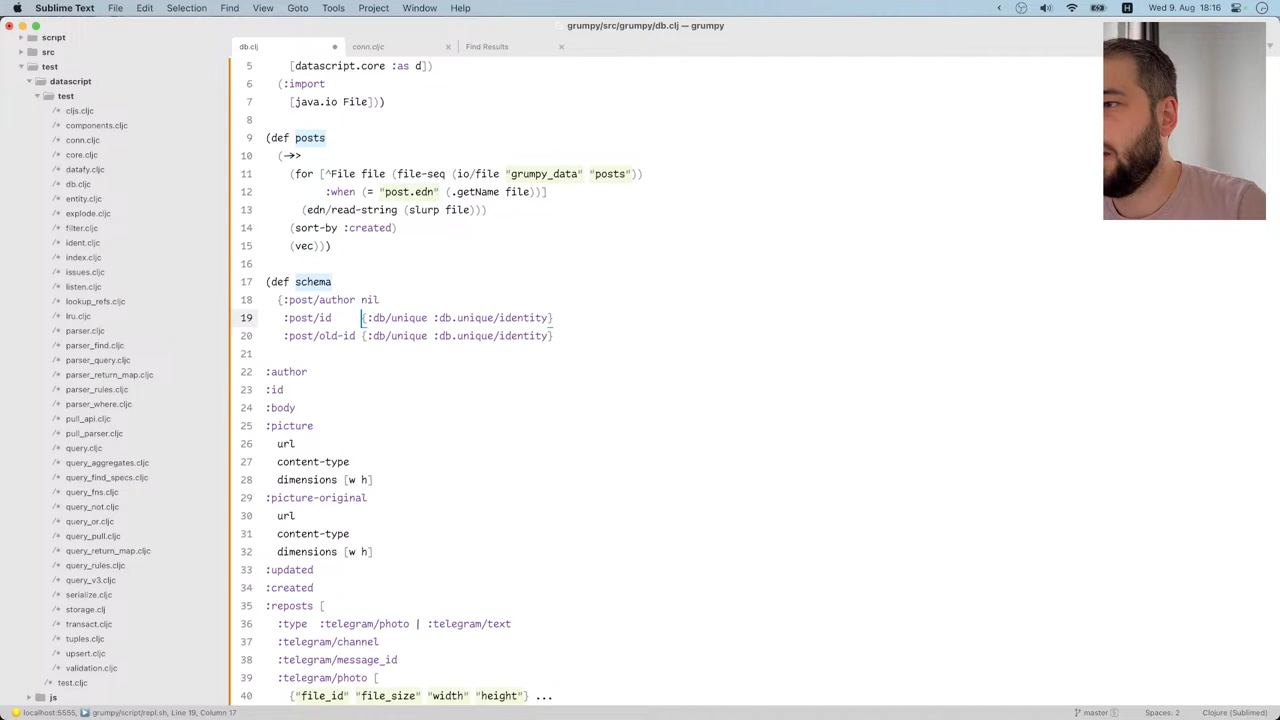 Sublime Text File Edit Selection Find View Goto Tools Project Window Help Wed 9. Aug 18:16
grumpy/src/grumpy/db.clj — grumpy
script
src
test
datascript
test
cljs.cljc
components.cljc
conn.cljc
core.cljc
datafy.cljc
db.cljc
entity.cljc
explode.cljc
filter.cljc
ident.cljc
index.cljc
issues.cljc
listen.cljc
lookup_refs.cljc
lru.cljc
parser.cljc
parser_find.cljc
parser_query.cljc
parser_return_map.cljc
parser_rules.cljc
parser_where.cljc
pull_api.cljc
pull_parser.cljc
query.cljc
query_aggregates.cljc
query_find_specs.cljc
query_fns.cljc
query_not.cljc
query_or.cljc
query_pull.cljc
query_return_map.cljc
query_rules.cljc
query_v3.cljc
serialize.cljc
storage.clj
transact.cljc
tuples.cljc
upsert.cljc
validation.cljc
test.cljc
js
db.clj conn.cljc Find Results
5 [datascript.core :as d])
6 (:import
7 [java.io File]))
8
9 (def posts
10 (->>
11 (for [^File file (file-seq (io/file "grumpy_data" "posts"))
12 :when (= "post.edn" (.getName file))]
13 (edn/read-string (slurp file)))
14 (sort-by :created)
15 (vec)))
16
17 (def schema
18 {:post/author nil
19 :post/id {:db/unique :db.unique/identity}
20 :post/old-id {:db/unique :db.unique/identity}
21
22 :author
23 :id
24 :body
25 :picture
26 url
27 content-type
28 dimensions [w h]
29 :picture-original
30 url
31 content-type
32 dimensions [w h]
33 :updated
34 :created
35 :reposts [
36 :type :telegram/photo | :telegram/text
37 :telegram/channel
38 :telegram/message_id
39 :telegram/photo [
40 {"file_id" "file_size" "width" "height"} ...
localhost:5555, grumpy/script/repl.sh, Line 19, Column 17 master 5 Spaces: 2 Clojure (Sublimed)